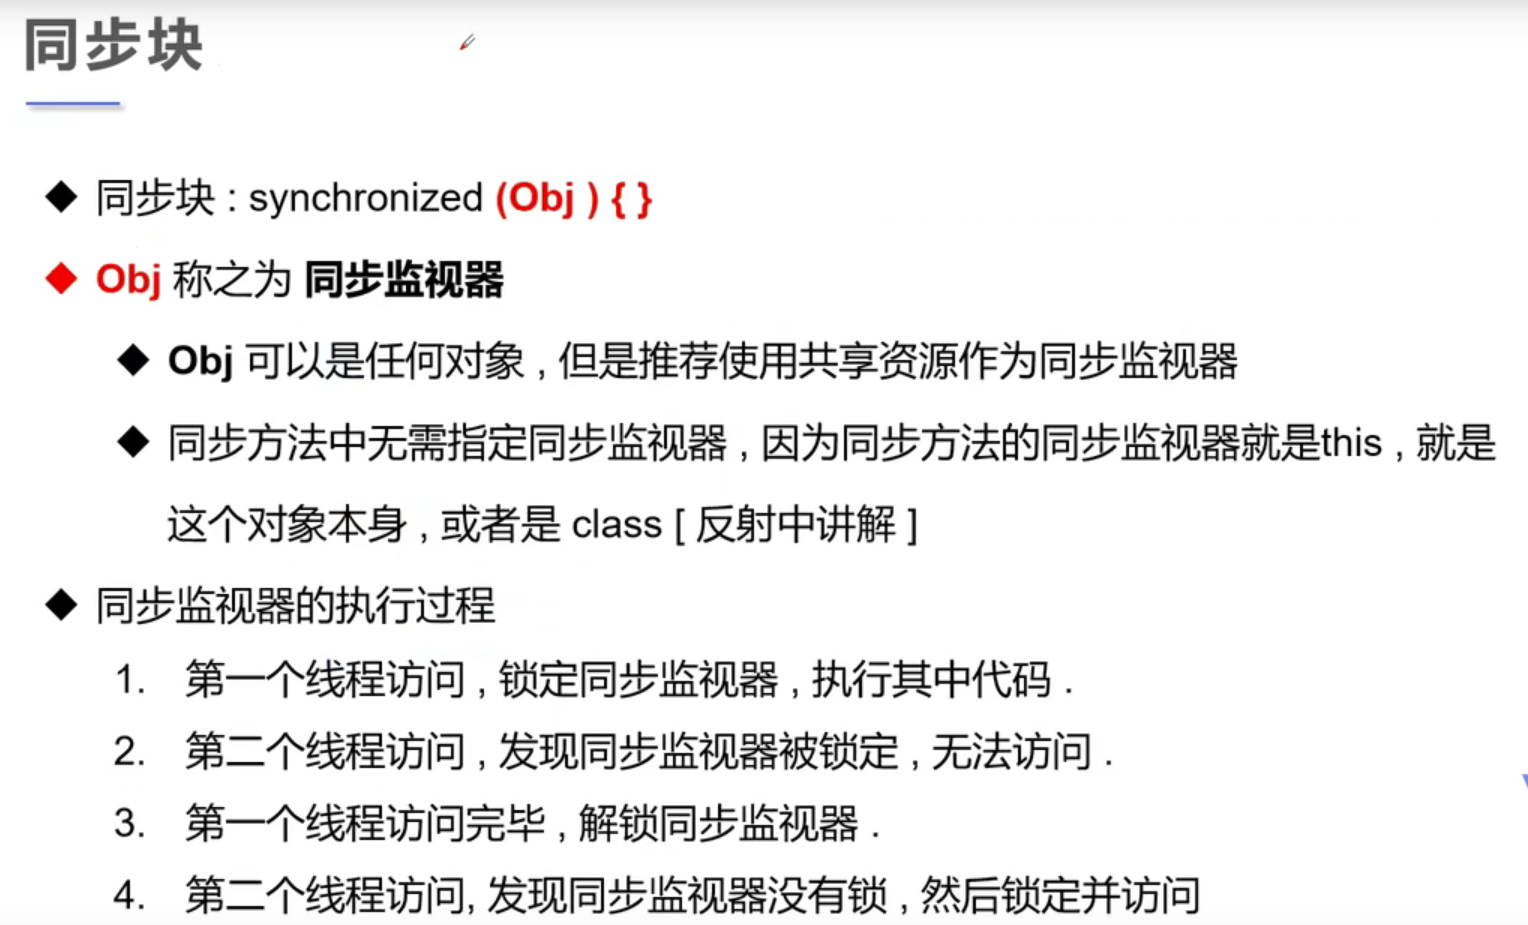 同步块
◆ 同步块 : synchronized (Obj ) { }
◆ Obj 称之为 同步监视器
◆ Obj 可以是任何对象 , 但是推荐使用共享资源作为同步监视器
◆ 同步方法中无需指定同步监视器 , 因为同步方法的同步监视器就是this , 就是
这个对象本身 , 或者是 class [ 反射中讲解 ]
◆ 同步监视器的执行过程
1. 第一个线程访问 , 锁定同步监视器 , 执行其中代码 .
2. 第二个线程访问 , 发现同步监视器被锁定 , 无法访问 .
3. 第一个线程访问完毕 , 解锁同步监视器 .
4. 第二个线程访问, 发现同步监视器没有锁 , 然后锁定并访问